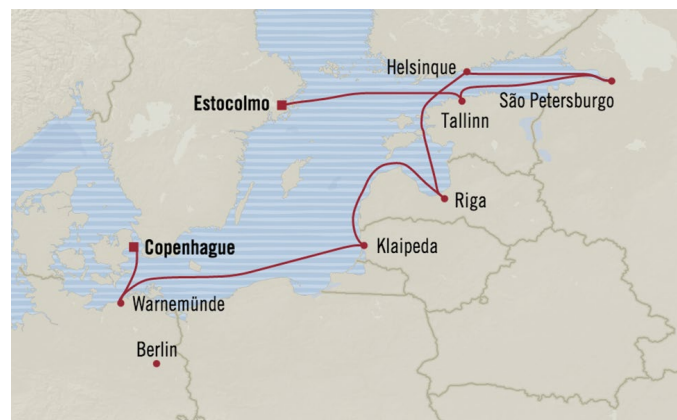 Helsinque
Estocolmo
São Petersburgo
Tallinn
Riga
Copenhague
Klaipeda
Warnemünde
Berlin